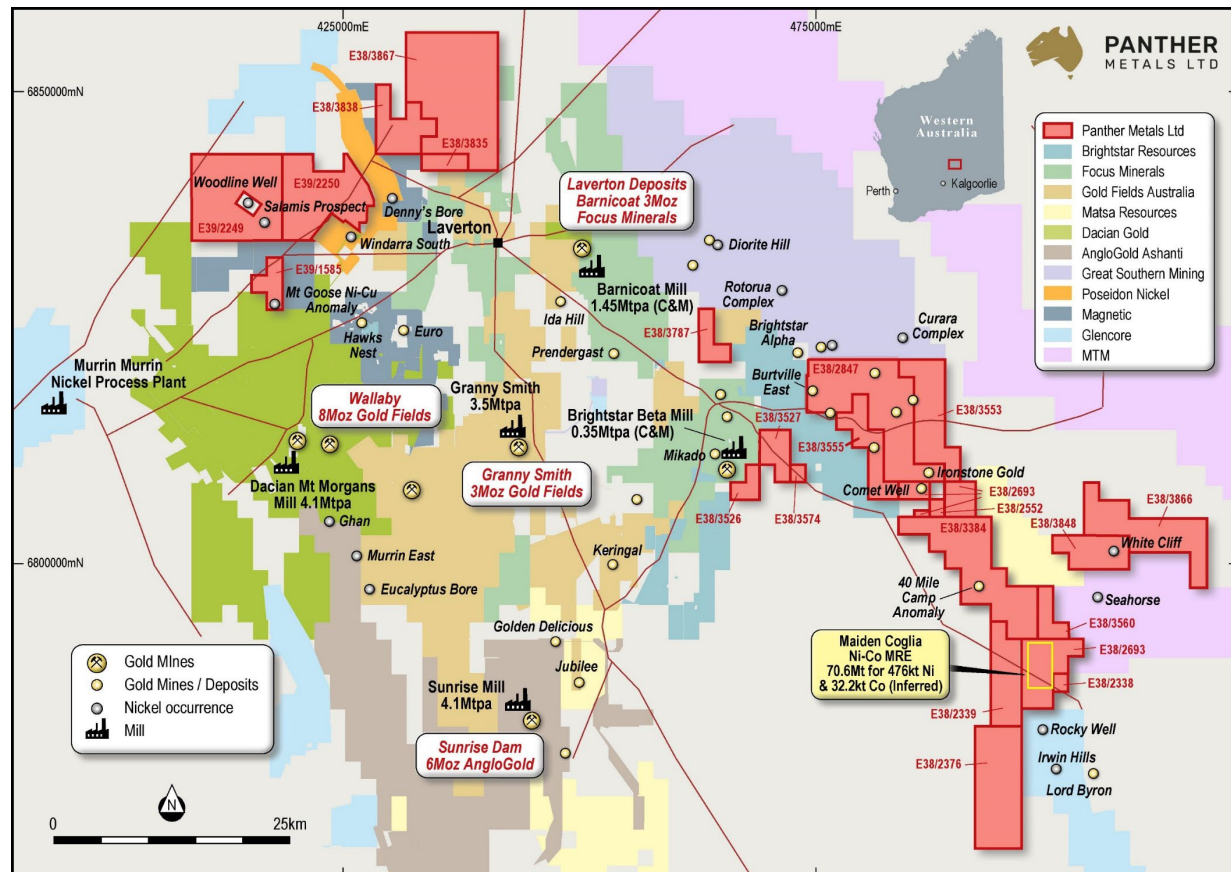 425000mE
475000mE
PANTHER
METALS LTD
6850000mN
E38/3867
E38/3838
E38/3835
Western
Australia
Perth
Kalgoorlie
Panther Metals Ltd
Brightstar Resources
Focus Minerals
Gold Fields Australia
Matsa Resources
Dacian Gold
AngloGold Ashanti
Great Southern Mining
Poseidon Nickel
Magnetic
Glencore
MTM
Woodline Well
E39/2250
Salamis Prospect
E39/2249
Denny's Bore
Laverton
Windarra South
Laverton Deposits
Barnicoat 3Moz
Focus Minerals
Diorite Hill
E39/1585
Mt Goose Ni-Cu
Anomaly
Barnicoat Mill
1.45Mtpa (C&M)
Rotorua
Complex
Ida Hill
Hawks
Nest
Euro
Prendergast
E38/3787
Brightstar
Alpha
Curara
Complex
Murrin Murrin
Nickel Process Plant
Burtville
East
E38/2847
Wallaby
8Moz Gold Fields
Granny Smith
3.5Mtpa
Brightstar Beta Mill
0.35Mtpa (C&M)
E38/3527
E38/3553
E38/3555
Mikado
Granny Smith
3Moz Gold Fields
Dacian Mt Morgans
Mill 4.1Mtpa
Ironstone Gold
Comet Well
E38/2693
E38/2552
E38/3526
E38/3574
E38/3384
E38/3866
E38/3848
White Cliff
Ghan
Murrin East
Keringal
6800000mN
Eucalyptus Bore
40 Mile
Camp
Anomaly
Seahorse
E38/3560
Golden Delicious
Maiden Coglia
Ni-Co MRE
70.6Mt for 476kt Ni
& 32.2kt Co (Inferred)
E38/2693
E38/2338
Jubilee
Gold MInes
Gold Mines / Deposits
Nickel occurrence
Mill
Sunrise Mill
4.1Mtpa
E38/2339
Rocky Well
Sunrise Dam
6Moz AngloGold
E38/2376
Irwin Hills
Lord Byron
N
0
25km